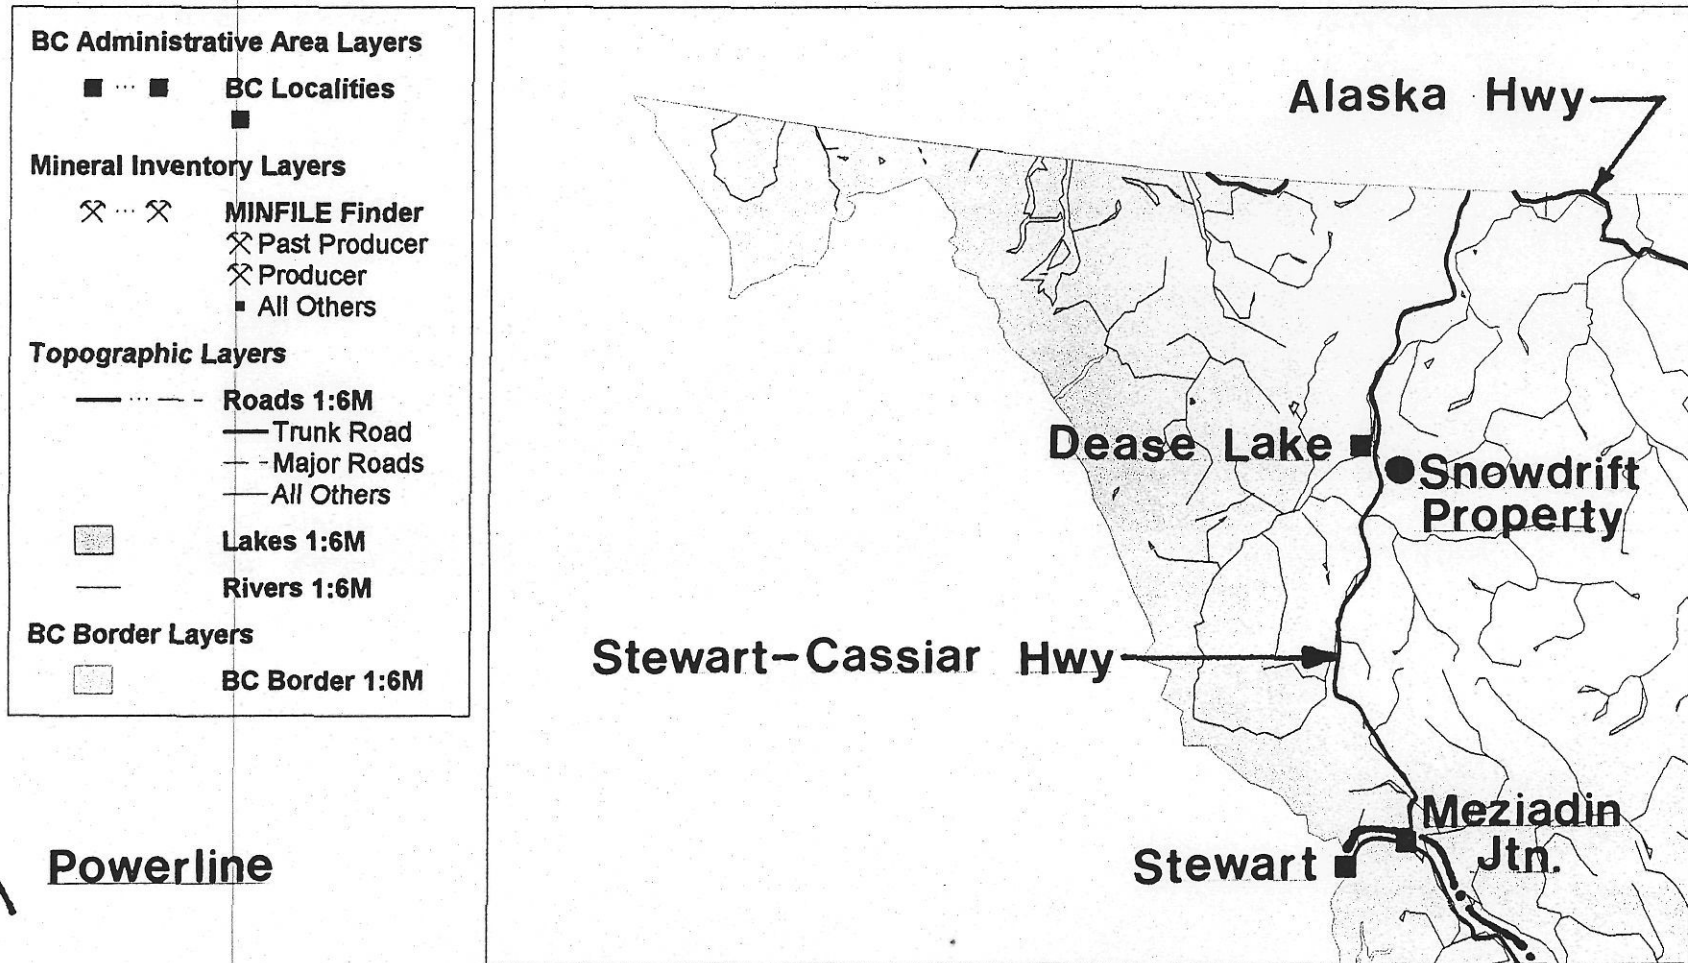 BC Administrative Area Layers
BC Localities
Mineral Inventory Layers
MINFILE Finder
Past Producer
Producer
All Others
Topographic Layers
Roads 1:6M
Trunk Road
Major Roads
All Others
Lakes 1:6M
Rivers 1:6M
BC Border Layers
BC Border 1:6M
Powerline
Alaska Hwy
Dease Lake
Snowdrift
Property
Stewart-Cassiar Hwy
Meziadin
Jtn.
Stewart